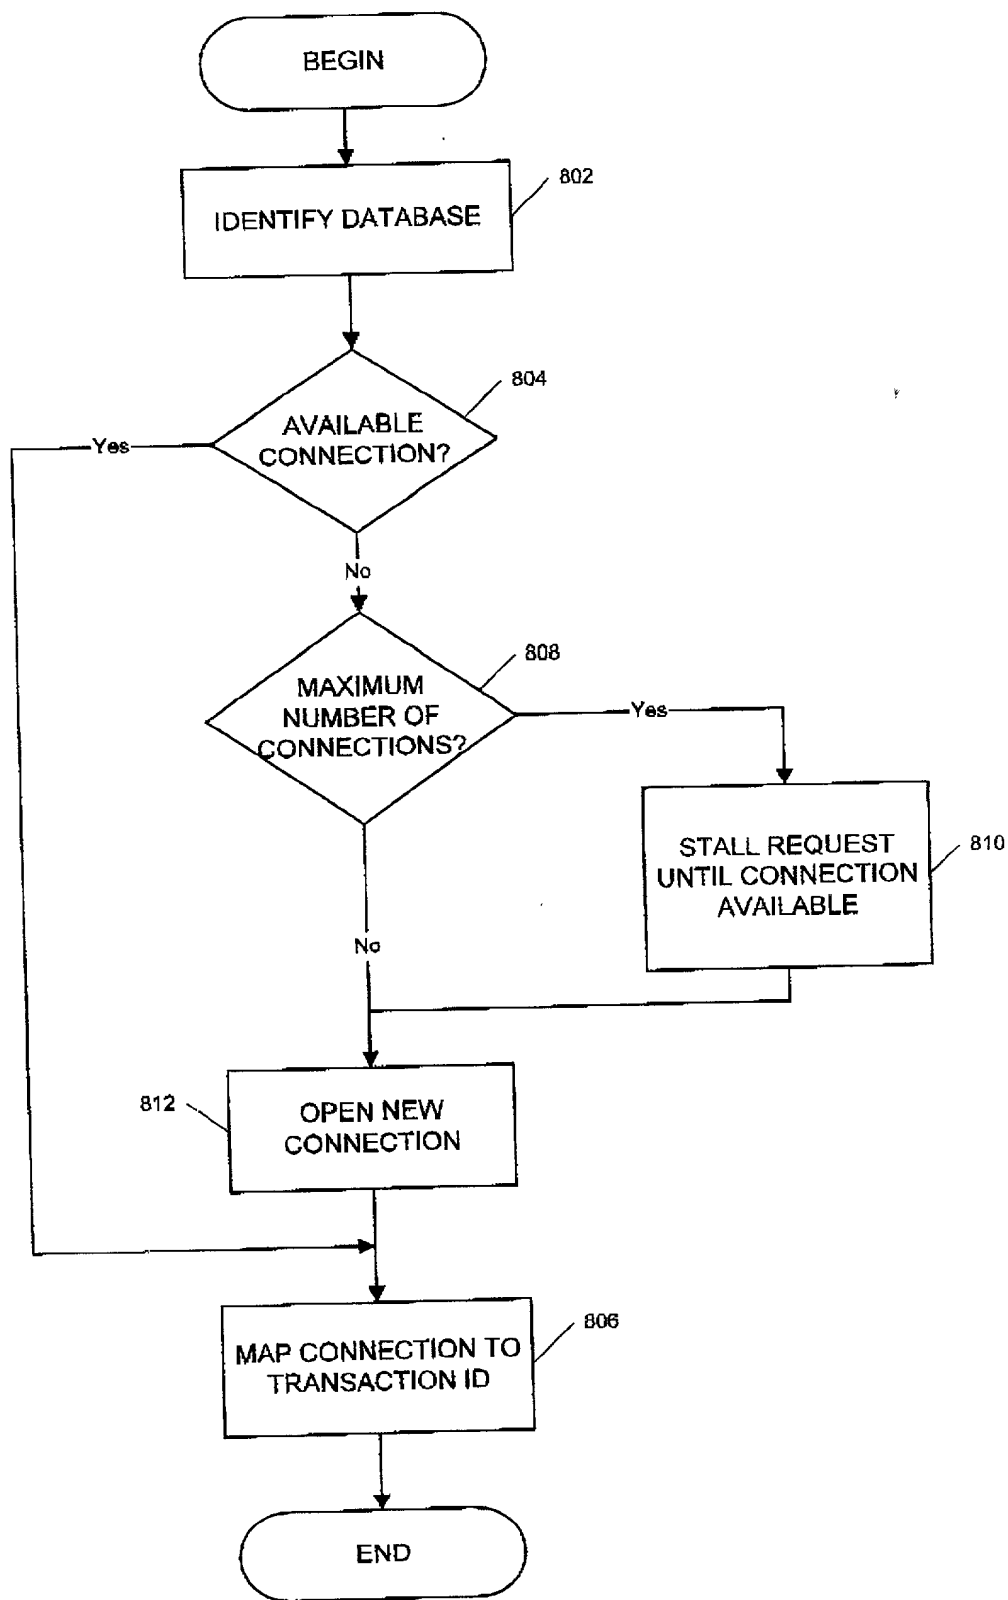 BEGIN
802
IDENTIFY DATABASE
804
AVAILABLE
CONNECTION?
Yes
No
808
MAXIMUM
NUMBER OF
CONNECTIONS?
Yes
STALL REQUEST
UNTIL CONNECTION
AVAILABLE
810
No
812
OPEN NEW
CONNECTION
806
MAP CONNECTION TO
TRANSACTION ID
END